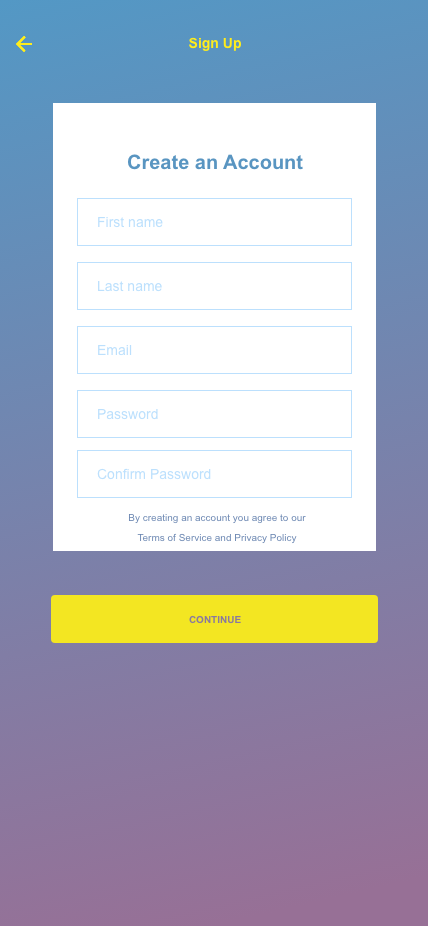 Sign Up
Create an Account
First name
Last name
Email
Password
Confirm Password
By creating an account you agree to our
Terms of Service and Privacy Policy
CONTINUE